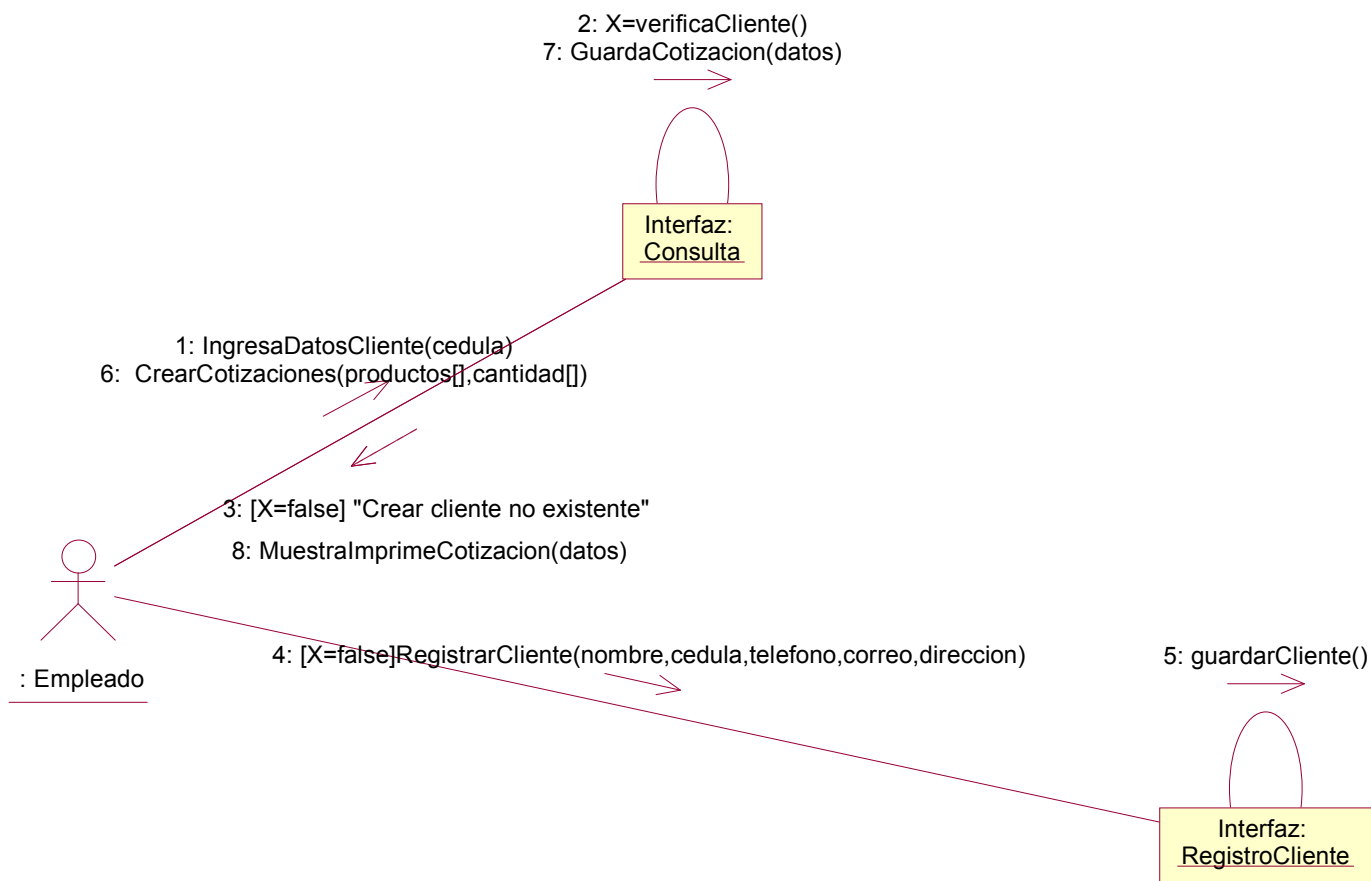 2: X=verificaCliente()
7: GuardaCotizacion(datos)
Interfaz:
Consulta
1: IngresaDatosCliente(cedula)
6:  CrearCotizaciones(productos[],cantidad[])
3: [X=false] "Crear cliente no existente"
8: MuestraImprimeCotizacion(datos)
: Empleado
4: [X=false]RegistrarCliente(nombre,cedula,telefono,correo,direccion)
5: guardarCliente()
Interfaz:
RegistroCliente